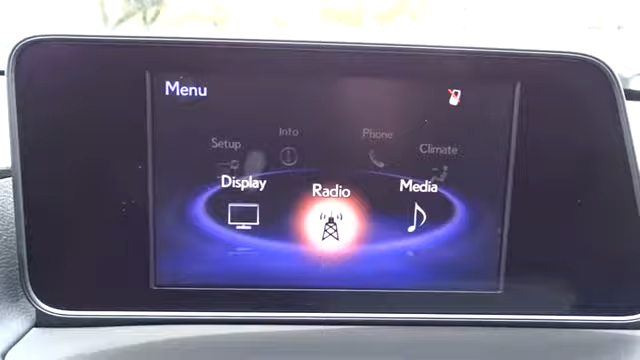 Menu
Info
Phone
Setup
Climate
Display
Radio
Media